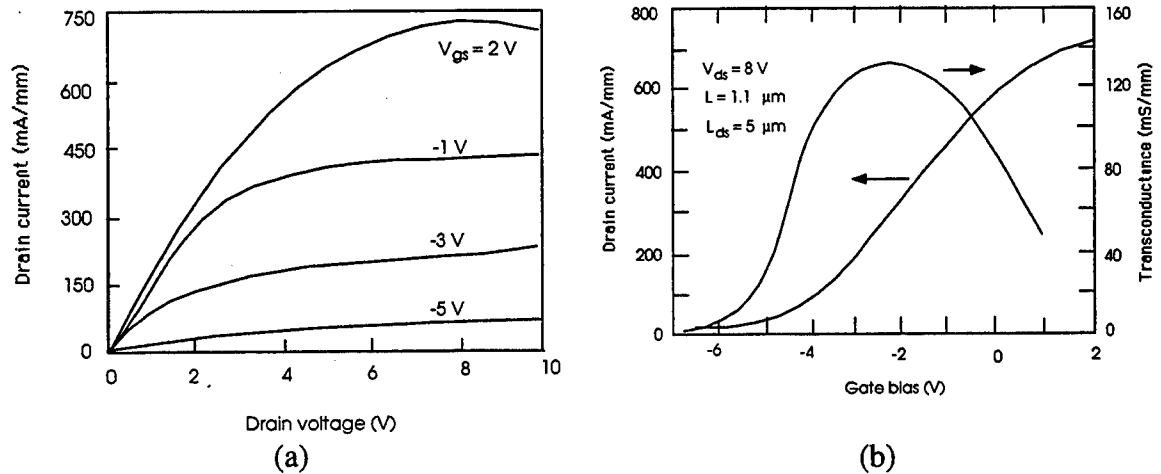 Drain current (mA/mm)
750
600
450
300
150
0
V_gs = 2 V
-1 V
-3 V
-5 V
0 2 4 6 8 10
Drain voltage (V)
(a)
Drain current (mA/mm)
800
600
400
200
0
V_ds = 8 V
L = 1.1 µm
L_ds = 5 µm
160
120
80
40
0
Transconductance (mS/mm)
-6 -4 -2 0 2
Gate bias (V)
(b)